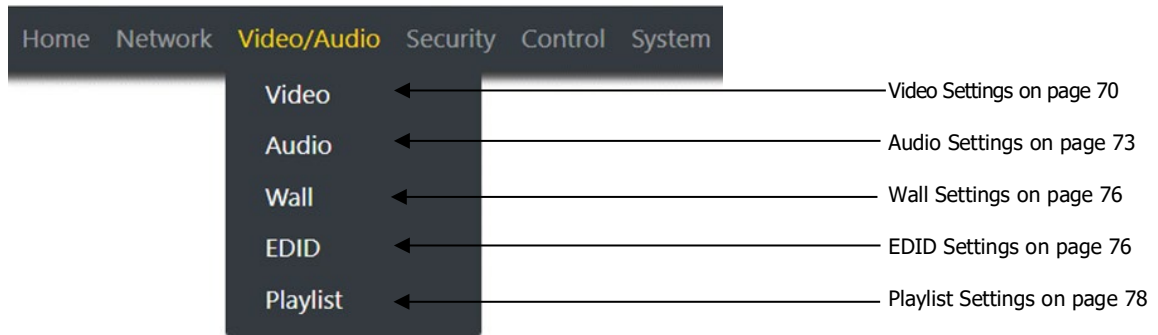 Home Network Video/Audio Security Control System
Video Video Settings on page 70
Audio Audio Settings on page 73
Wall Wall Settings on page 76
EDID EDID Settings on page 76
Playlist Playlist Settings on page 78